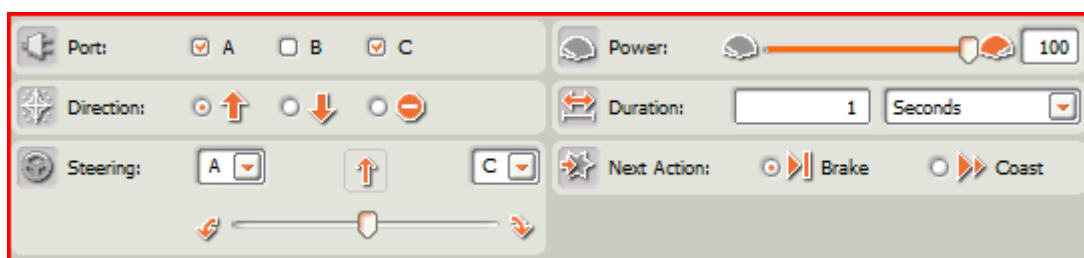 Port: A B C Power: 100
Direction: Duration: 1 Seconds
Steering: A C Next Action: Brake Coast